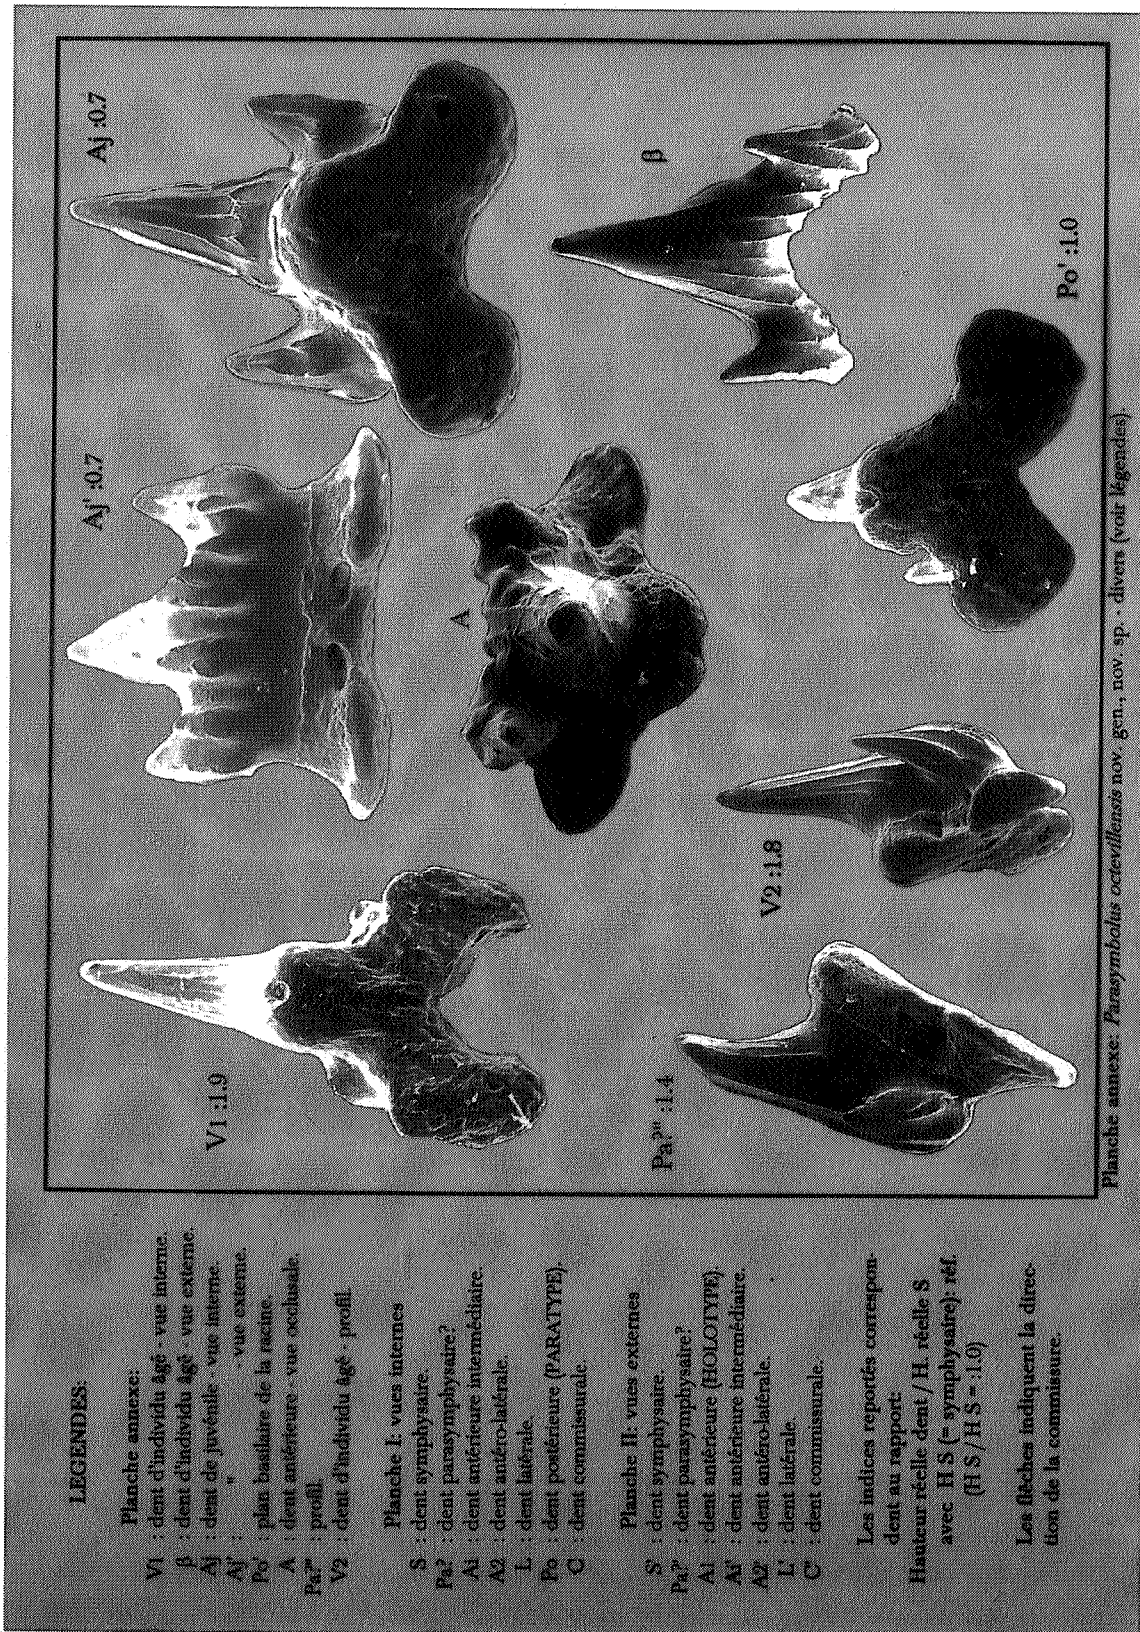 LEGENDES:
Planche annexe:
V1 : dent d'individu âgé - vue interne.
β : dent d'individu âgé - vue externe.
Aj : dent de juvénile - vue interne.
Aj' : " - vue externe.
Po' : plan basilaire de la racine.
A : dent antérieure - vue oclusale.
Pa?" : profil.
V2 : dent d'individu âgé - profil.
Planche I: vues internes
S : dent symphysaire.
Pa? : dent parasymphysaire?
Ai : dent antérieure intermédiaire.
A2 : dent antéro-latérale.
L : dent latérale.
Po : dent postérieure (PARATYPE).
C : dent commissurale.
Planche II: vues externes
S' : dent symphysaire.
Pa?' : dent parasymphysaire?
A1 : dent antérieure (HOLOTYPE).
Ai' : dent antérieure intermédiaire.
A2' : dent antéro-latérale.
L' : dent latérale.
C' : dent commissurale.
Les indices reportés correspon-
dent au rapport:
Hauteur réelle dent / H. réelle S
avec H S (= symphysaire): réf.
(H S / H S = :1.0)
Les flèches indiquent la direc-
tion de la commissure.
V1 :1.9
Aj' :0.7
Aj :0.7
A
β
Pa?" :1.4
V2 :1.8
Po' :1.0
Planche annexe: Parasymbolus octevillensis nov. gen., nov. sp. - divers (voir légendes)